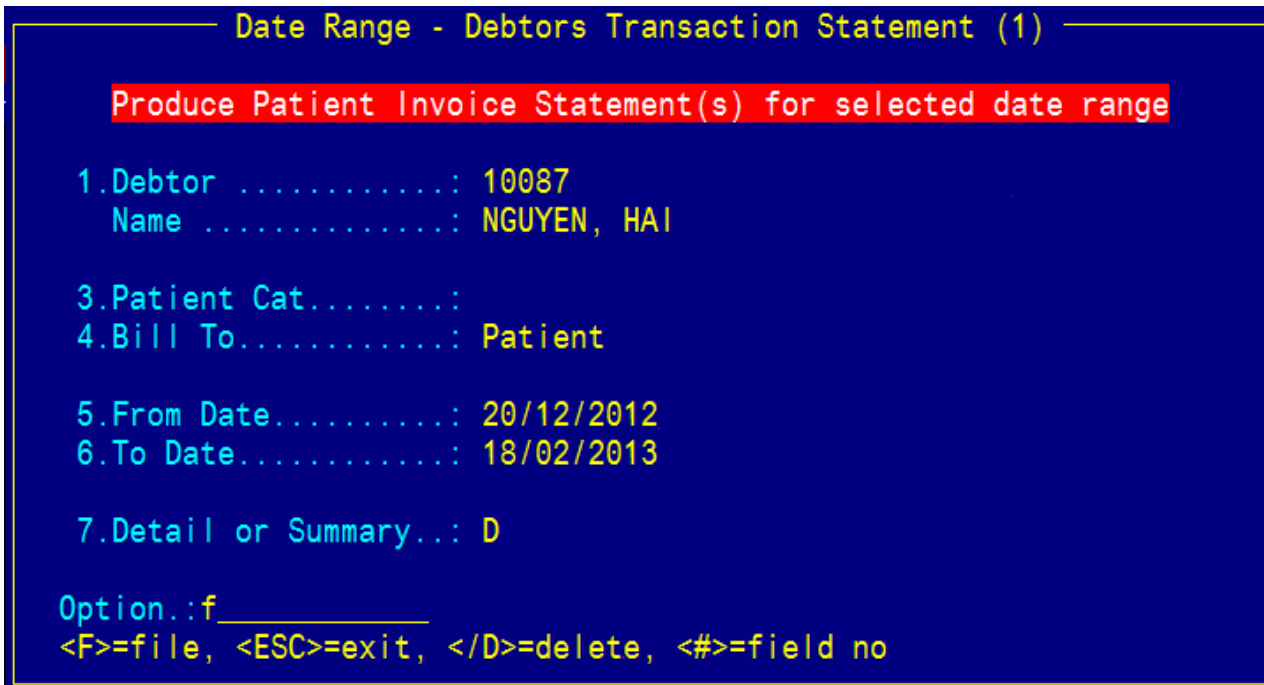 Date Range - Debtors Transaction Statement (1)
Produce Patient Invoice Statement(s) for selected date range
1.Debtor ............: 10087
Name ..............: NGUYEN, HAI
3.Patient Cat........:
4.Bill To............: Patient
5.From Date..........: 20/12/2012
6.To Date............: 18/02/2013
7.Detail or Summary..: D
Option.:f____________
<F>=file, <ESC>=exit, </D>=delete, <#>=field no